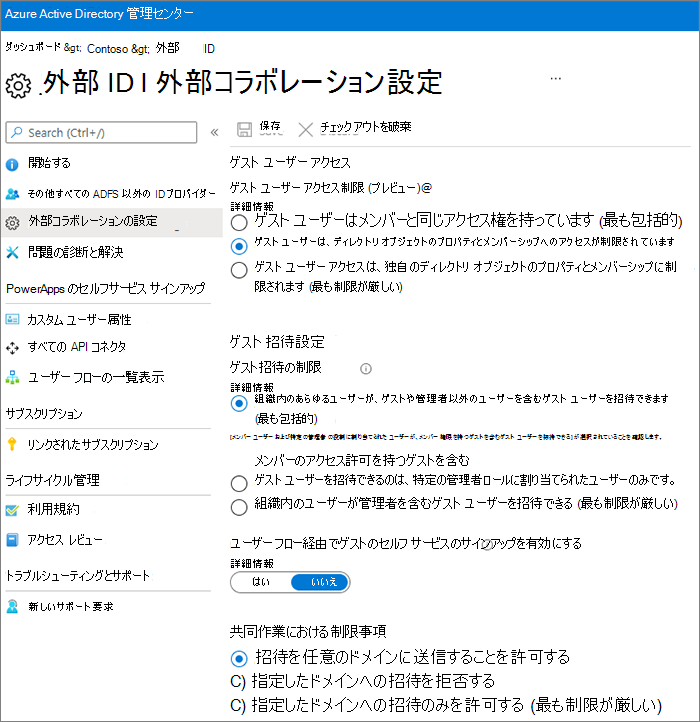 Azure Active Directory 管理センター
ダッシュボード &gt; Contoso &gt; 外部 ID
.外部 ID I 外部コラボレーション設定
...
Search (Ctrl+/)
«
開始する
その他すべての ADFS 以外の IDプロバイダー
外部コラボレーションの設定
問題の診断と解決
PowerApps のセルフサービス サインアップ
カスタム ユーザー属性
すべての API コネクタ
ユーザー フローの一覧表示
サブスクリプション
リンクされたサブスクリプション
ライフサイクル管理
利用規約
アクセス レビュー
トラブルシューティングとサポート
新しいサポート要求
保存 チェックアウトを破棄
ゲスト ユーザー アクセス
ゲスト ユーザー アクセス制限 (プレビュー)@
詳細情報
ゲスト ユーザーはメンバーと同じアクセス権を持っています (最も包括的)
ゲスト ユーザーは、ディレクトリ オブジェクトのプロパティとメンバーシップへのアクセスが制限されています
ゲスト ユーザー アクセスは、独自のディレクトリ オブジェクトのプロパティとメンバーシップに制
限されます (最も制限が厳しい)
ゲスト 招待設定
ゲスト招待の制限
詳細情報
組織内のあらゆるユーザーが、ゲストや管理者以外のユーザーを含むゲスト ユーザーを招待できます
(最も包括的)
メンバーのアクセス許可を持つゲストを含む
ゲスト ユーザーを招待できるのは、特定の管理者ロールに割り当てられたユーザーのみです。
組織内のユーザーが管理者を含むゲスト ユーザーを招待できる (最も制限が厳しい)
ユーザー フロー経由でゲストのセルフ サービスのサインアップを有効にする
詳細情報
はい いいえ
共同作業における制限事項
招待を任意のドメインに送信することを許可する
C) 指定したドメインへの招待を拒否する
C) 指定したドメインへの招待のみを許可する (最も制限が厳しい)